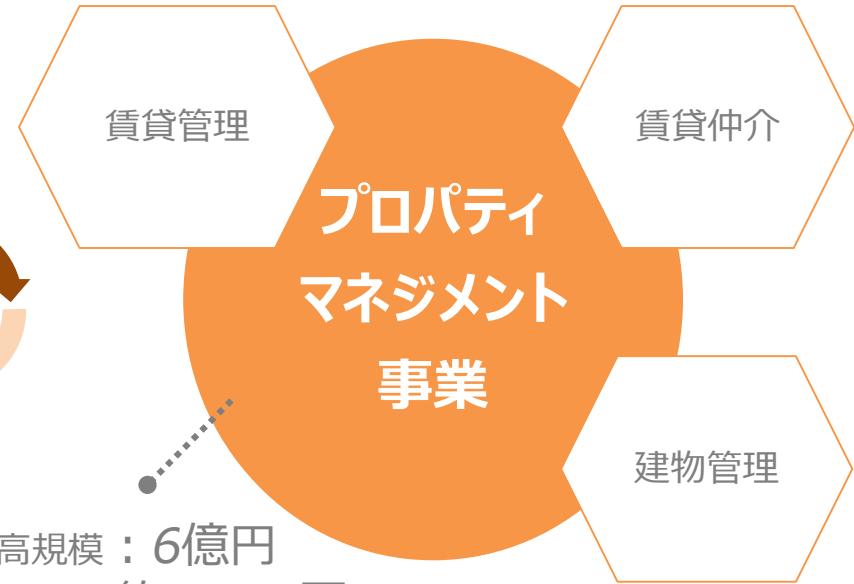 賃貸管理
賃貸仲介
プロパティ
マネジメント
事業
建物管理
高規模：6億円